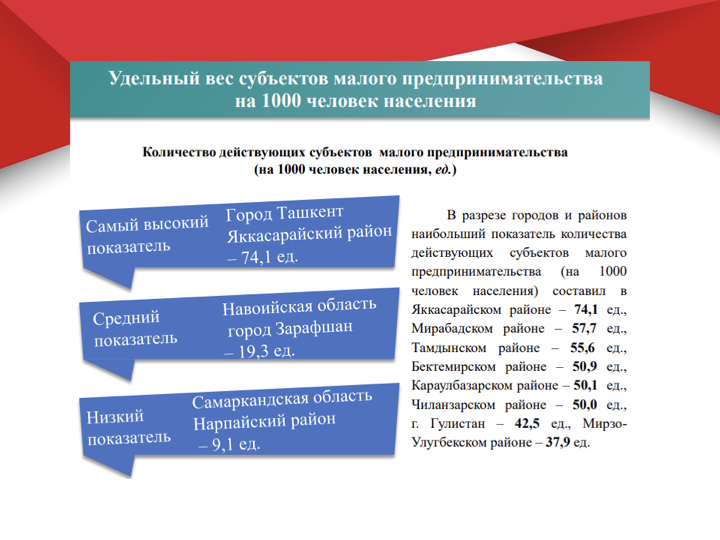 Удельный вес субъектов малого предпринимательства
на 1000 человек населения
Количество действующих субъектов малого предпринимательства
(на 1000 человек населения, ед.)
Самый высокий
показатель
Город Ташкент
Яккасарайский район
– 74,1 ед.
Средний
показатель
Навоийская область
город Зарафшан
– 19,3 ед.
Низкий
показатель
Самаркандская область
Нарпайский район
– 9,1 ед.
В разрезе городов и районов
наибольший показатель количества
действующих субъектов малого
предпринимательства (на 1000
человек населения) составил в
Яккасарайском районе – 74,1 ед.,
Мирабадском районе – 57,7 ед.,
Тамдынском районе – 55,6 ед.,
Бектемирском районе – 50,9 ед.,
Караулбазарском районе – 50,1 ед.,
Чиланзарском районе – 50,0 ед.,
г. Гулистан – 42,5 ед., Мирзо-
Улугбекском районе – 37,9 ед.